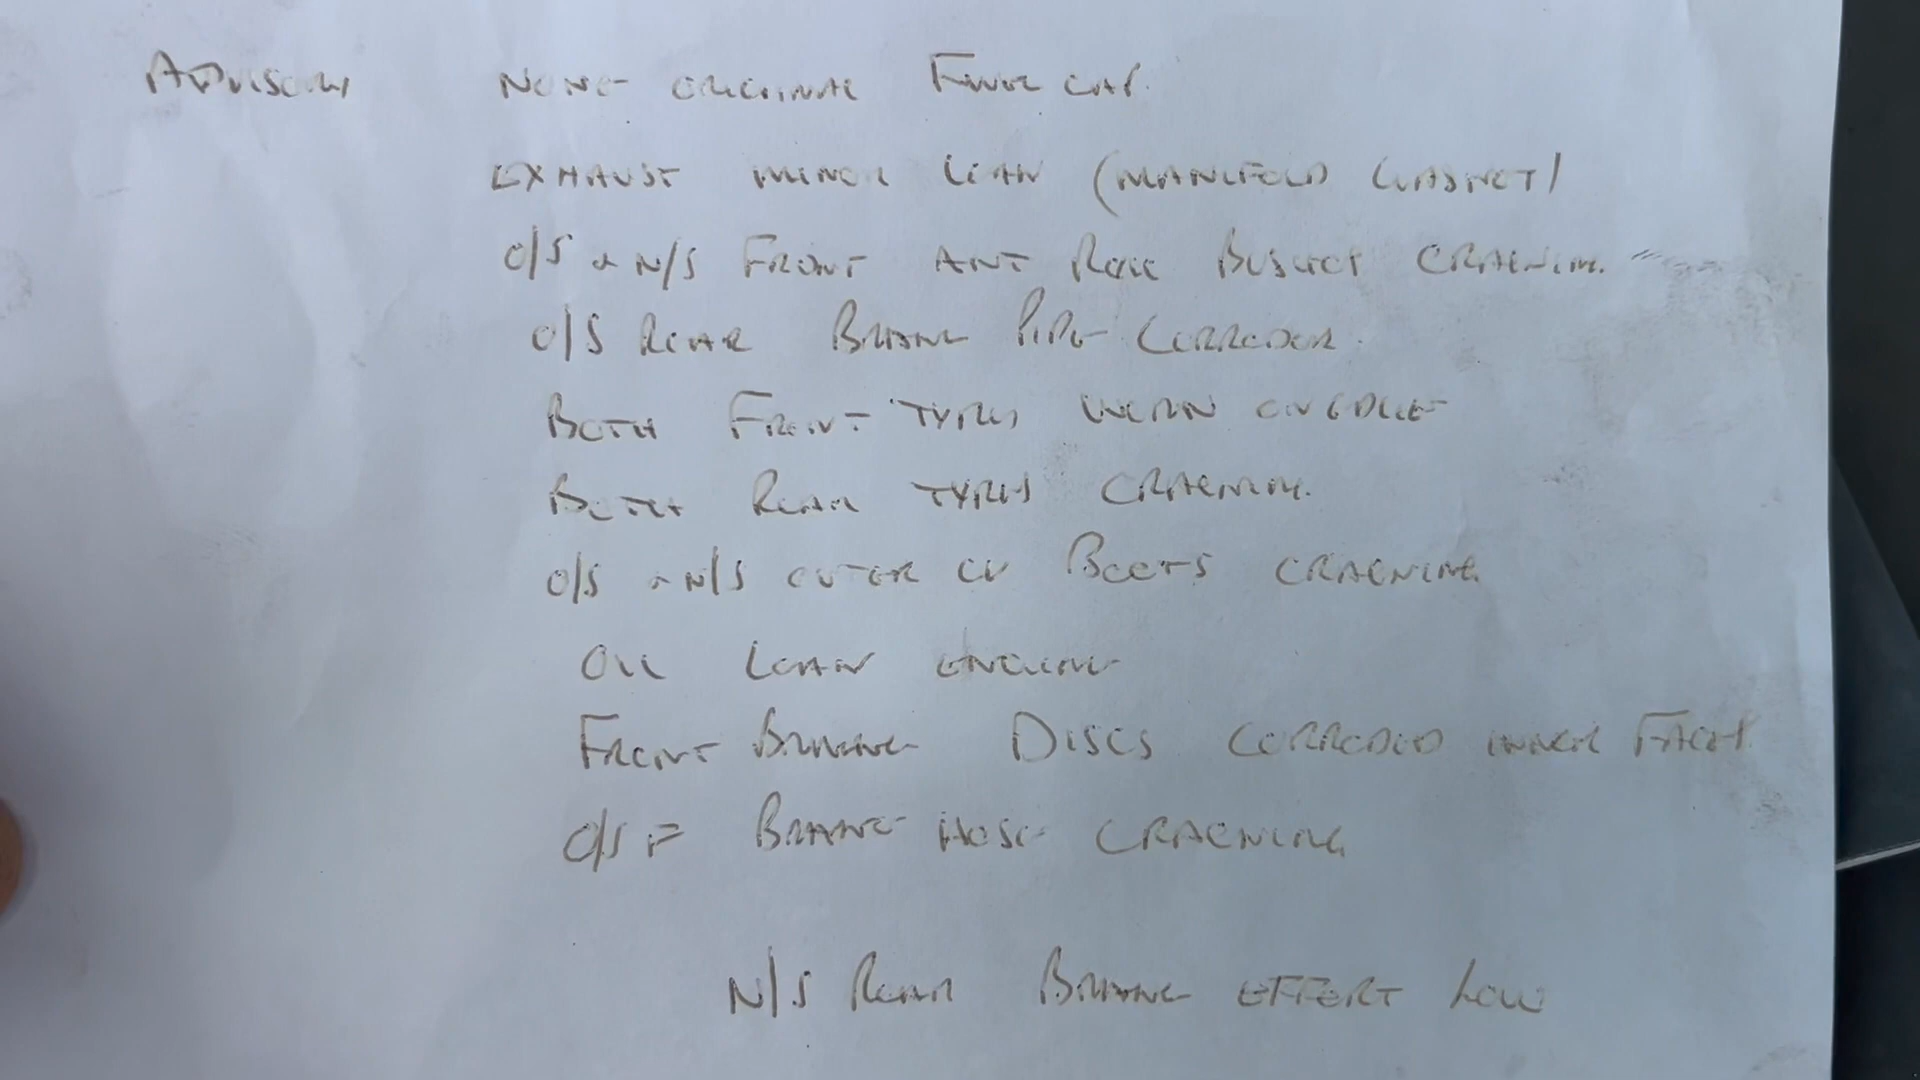 ADVISORY NONE ORIGINAL FUEL CAP.
EXHAUST MINOR LEAK (MANIFOLD GASKET)
O/S & N/S FRONT ANTI ROLL BUSHES CRACKING.
O/S REAR BRAKE PIPE CORRODED.
BOTH FRONT TYRES WORN ON EDGE
BOTH REAR TYRES CRACKING.
O/S & N/S OUTER CV BOOTS CRACKING
OIL LEAK ENGINE
FRONT BRAKE DISCS CORRODED INNER FACES
O/S F BRAKE HOSE CRACKING
N/S REAR BRAKE EFFORT LOW